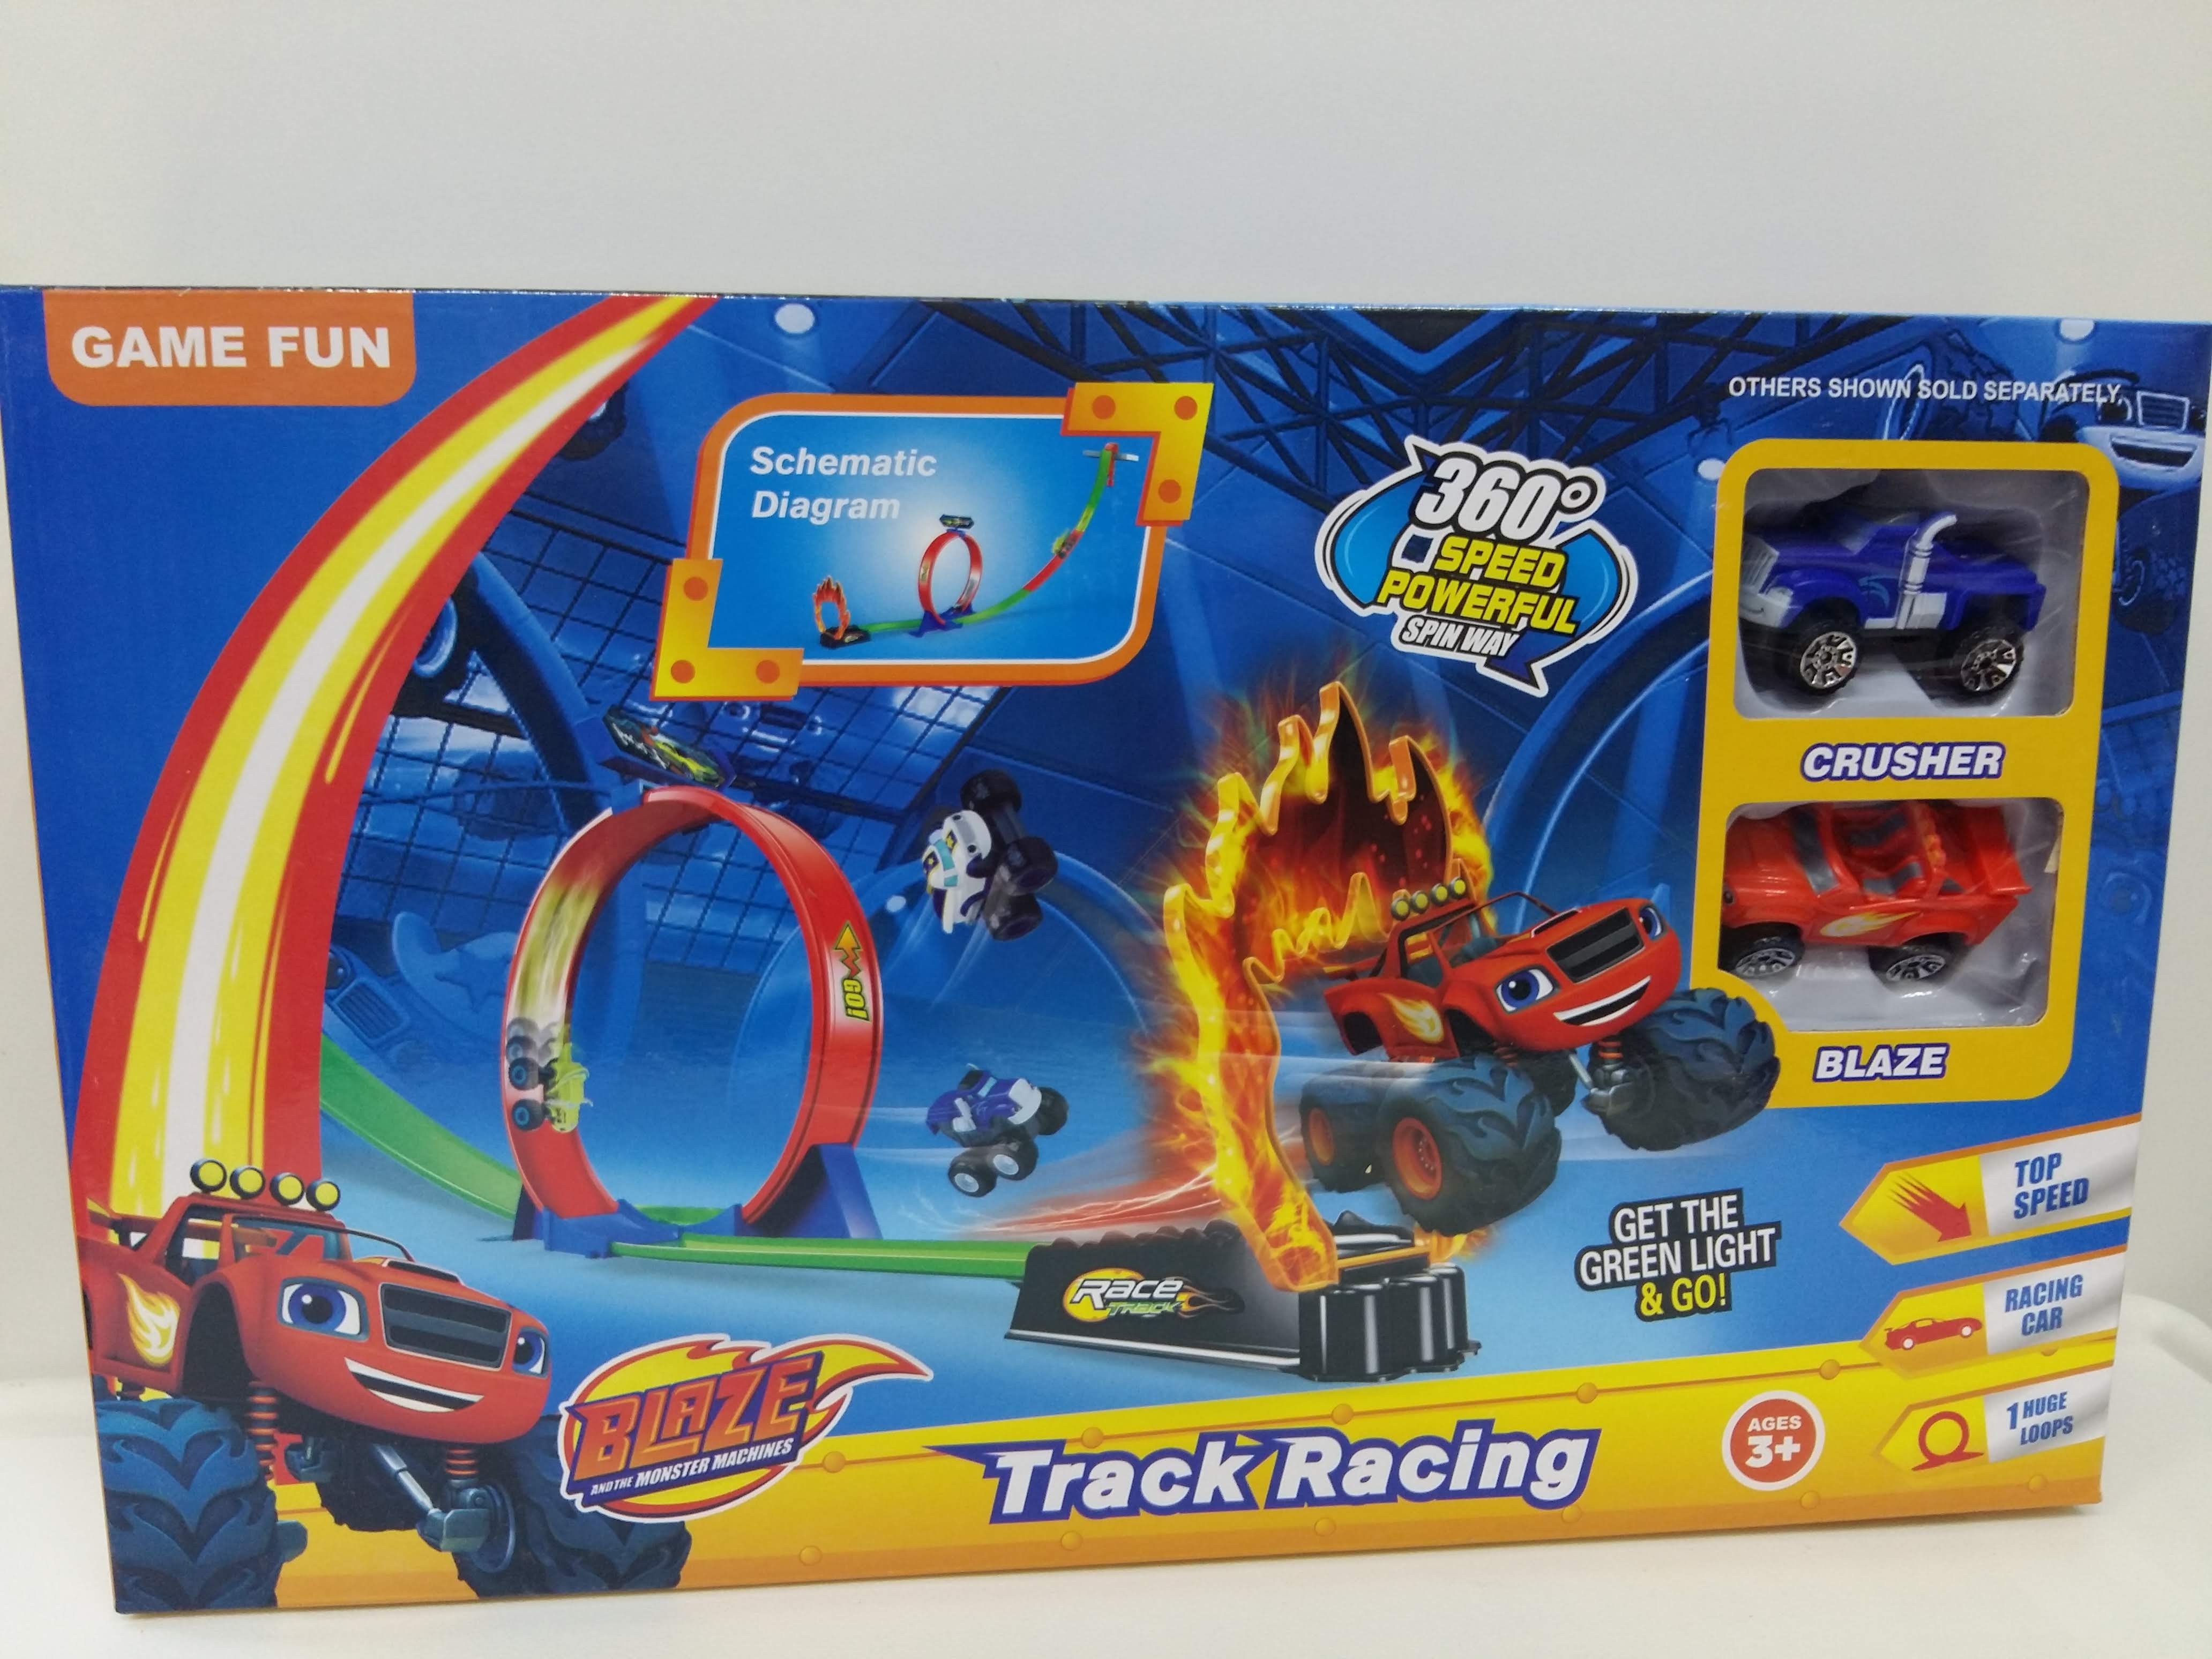 GAME FUN
Schematic
Diagram
OTHERS SHOWN SOLD SEPARATELY,
360°
SPEED
POWERFUL
SPIN WAY
CRUSHER
BLAZE
GO!
TOP
SPEED
GET THE
GREEN LIGHT
& GO!
RACE
TRACK
RACING
CAR
BLAZE
AND THE MONSTER MACHINES
Track Racing
AGES
3+
1 HUGE
LOOPS